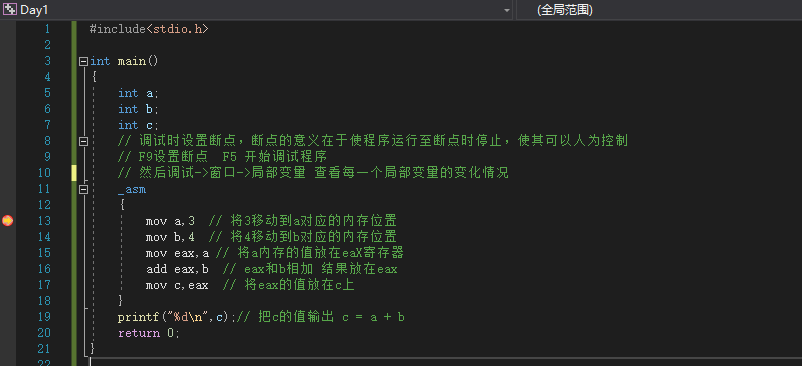 Day1 (全局范围)
1 #include<stdio.h>
2
3 int main()
4 {
5 int a;
6 int b;
7 int c;
8 // 调试时设置断点，断点的意义在于使程序运行至断点时停止，使其可以人为控制
9 // F9设置断点 F5 开始调试程序
10 // 然后调试->窗口->局部变量 查看每一个局部变量的变化情况
11 _asm
12 {
13 mov a,3 // 将3移动到a对应的内存位置
14 mov b,4 // 将4移动到b对应的内存位置
15 mov eax,a // 将a内存的值放在eaX寄存器
16 add eax,b // eax和b相加 结果放在eax
17 mov c,eax // 将eax的值放在c上
18 }
19 printf("%d\n",c);// 把c的值输出 c = a + b
20 return 0;
21 }
22